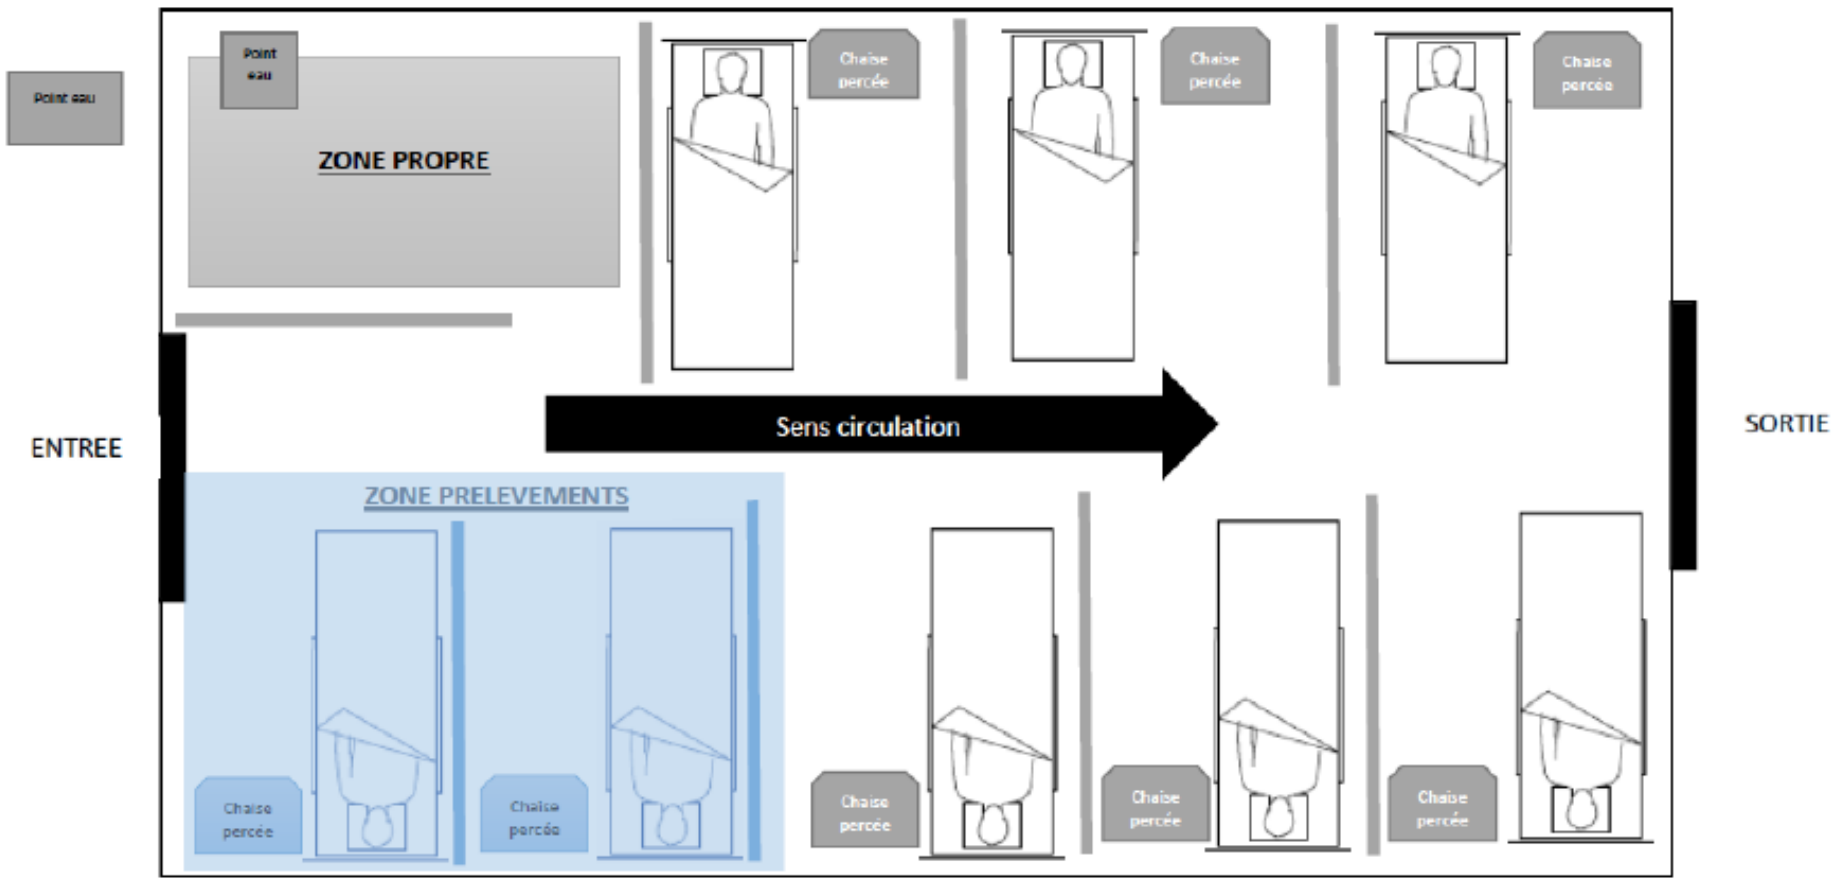 Point
eau
Point eau
ZONE PROPRE
Chaise
percée
Chaise
percée
Chaise
percée
ENTREE
Sens circulation
SORTIE
ZONE PRELEVEMENTS
Chaise
percée
Chaise
percée
Chaise
percée
Chaise
percée
Chaise
percée